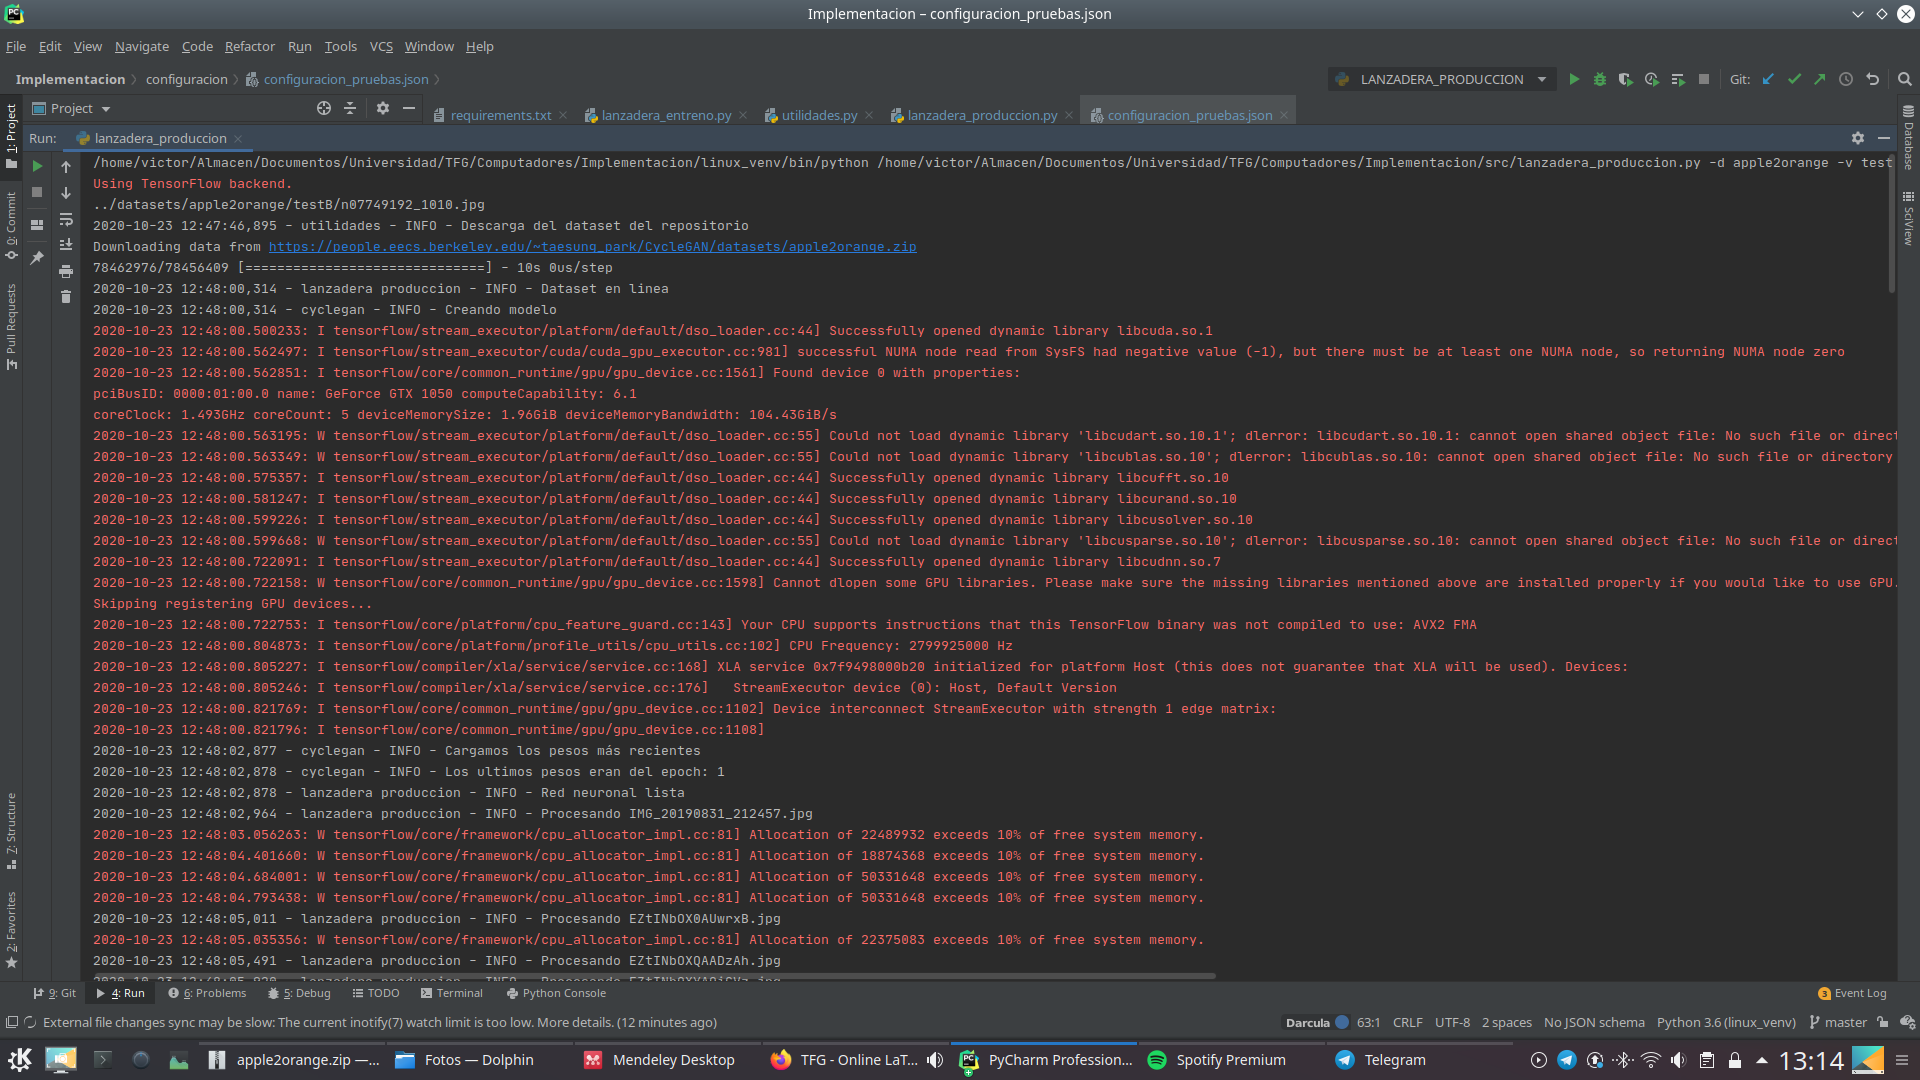 Implementacion – configuracion_pruebas.json
File Edit View Navigate Code Refactor Run Tools VCS Window Help
Implementacion configuracion configuracion_pruebas.json LANZADERA_PRODUCCION Git:
Project requirements.txt lanzadera_entreno.py utilidades.py lanzadera_produccion.py configuracion_pruebas.json
Run: lanzadera_produccion
/home/victor/Almacen/Documentos/Universidad/TFG/Computadores/Implementacion/linux_venv/bin/python /home/victor/Almacen/Documentos/Universidad/TFG/Computadores/Implementacion/src/lanzadera_produccion.py -d apple2orange -v test
Using TensorFlow backend.
../datasets/apple2orange/testB/n07749192_1010.jpg
2020-10-23 12:47:46,895 - utilidades - INFO - Descarga del dataset del repositorio
Downloading data from https://people.eecs.berkeley.edu/~taesung_park/CycleGAN/datasets/apple2orange.zip
78462976/78456409 [==============================] - 10s 0us/step
2020-10-23 12:48:00,314 - lanzadera produccion - INFO - Dataset en linea
2020-10-23 12:48:00,314 - cyclegan - INFO - Creando modelo
2020-10-23 12:48:00.500233: I tensorflow/stream_executor/platform/default/dso_loader.cc:44] Successfully opened dynamic library libcuda.so.1
2020-10-23 12:48:00.562497: I tensorflow/stream_executor/cuda/cuda_gpu_executor.cc:981] successful NUMA node read from SysFS had negative value (-1), but there must be at least one NUMA node, so returning NUMA node zero
2020-10-23 12:48:00.562851: I tensorflow/core/common_runtime/gpu/gpu_device.cc:1561] Found device 0 with properties:
pciBusID: 0000:01:00.0 name: GeForce GTX 1050 computeCapability: 6.1
coreClock: 1.493GHz coreCount: 5 deviceMemorySize: 1.96GiB deviceMemoryBandwidth: 104.43GiB/s
2020-10-23 12:48:00.563195: W tensorflow/stream_executor/platform/default/dso_loader.cc:55] Could not load dynamic library 'libcudart.so.10.1'; dlerror: libcudart.so.10.1: cannot open shared object file: No such file or direct
2020-10-23 12:48:00.563349: W tensorflow/stream_executor/platform/default/dso_loader.cc:55] Could not load dynamic library 'libcublas.so.10'; dlerror: libcublas.so.10: cannot open shared object file: No such file or directory
2020-10-23 12:48:00.575357: I tensorflow/stream_executor/platform/default/dso_loader.cc:44] Successfully opened dynamic library libcufft.so.10
2020-10-23 12:48:00.581247: I tensorflow/stream_executor/platform/default/dso_loader.cc:44] Successfully opened dynamic library libcurand.so.10
2020-10-23 12:48:00.599226: I tensorflow/stream_executor/platform/default/dso_loader.cc:44] Successfully opened dynamic library libcusolver.so.10
2020-10-23 12:48:00.599668: W tensorflow/stream_executor/platform/default/dso_loader.cc:55] Could not load dynamic library 'libcusparse.so.10'; dlerror: libcusparse.so.10: cannot open shared object file: No such file or direct
2020-10-23 12:48:00.722091: I tensorflow/stream_executor/platform/default/dso_loader.cc:44] Successfully opened dynamic library libcudnn.so.7
2020-10-23 12:48:00.722158: W tensorflow/core/common_runtime/gpu/gpu_device.cc:1598] Cannot dlopen some GPU libraries. Please make sure the missing libraries mentioned above are installed properly if you would like to use GPU.
Skipping registering GPU devices...
2020-10-23 12:48:00.722753: I tensorflow/core/platform/cpu_feature_guard.cc:143] Your CPU supports instructions that this TensorFlow binary was not compiled to use: AVX2 FMA
2020-10-23 12:48:00.804873: I tensorflow/core/platform/profile_utils/cpu_utils.cc:102] CPU Frequency: 2799925000 Hz
2020-10-23 12:48:00.805227: I tensorflow/compiler/xla/service/service.cc:168] XLA service 0x7f9498000b20 initialized for platform Host (this does not guarantee that XLA will be used). Devices:
2020-10-23 12:48:00.805246: I tensorflow/compiler/xla/service/service.cc:176] StreamExecutor device (0): Host, Default Version
2020-10-23 12:48:00.821769: I tensorflow/core/common_runtime/gpu/gpu_device.cc:1102] Device interconnect StreamExecutor with strength 1 edge matrix:
2020-10-23 12:48:00.821796: I tensorflow/core/common_runtime/gpu/gpu_device.cc:1108]
2020-10-23 12:48:02,877 - cyclegan - INFO - Cargamos los pesos más recientes
2020-10-23 12:48:02,878 - cyclegan - INFO - Los ultimos pesos eran del epoch: 1
2020-10-23 12:48:02,878 - lanzadera produccion - INFO - Red neuronal lista
2020-10-23 12:48:02,964 - lanzadera produccion - INFO - Procesando IMG_20190831_212457.jpg
2020-10-23 12:48:03.056263: W tensorflow/core/framework/cpu_allocator_impl.cc:81] Allocation of 22489932 exceeds 10% of free system memory.
2020-10-23 12:48:04.401660: W tensorflow/core/framework/cpu_allocator_impl.cc:81] Allocation of 18874368 exceeds 10% of free system memory.
2020-10-23 12:48:04.684001: W tensorflow/core/framework/cpu_allocator_impl.cc:81] Allocation of 50331648 exceeds 10% of free system memory.
2020-10-23 12:48:04.793438: W tensorflow/core/framework/cpu_allocator_impl.cc:81] Allocation of 50331648 exceeds 10% of free system memory.
2020-10-23 12:48:05,011 - lanzadera produccion - INFO - Procesando EZtINbOX0AUwrxB.jpg
2020-10-23 12:48:05.035356: W tensorflow/core/framework/cpu_allocator_impl.cc:81] Allocation of 22375083 exceeds 10% of free system memory.
2020-10-23 12:48:05,491 - lanzadera produccion - INFO - Procesando EZtINbOXQAADzAh.jpg
1: Project
0: Commit
Pull Requests
7: Structure
2: Favorites
Database
SciView
9: Git 4: Run 6: Problems 5: Debug TODO Terminal Python Console 3 Event Log
External file changes sync may be slow: The current inotify(7) watch limit is too low. More details. (12 minutes ago) Darcula 63:1 CRLF UTF-8 2 spaces No JSON schema Python 3.6 (linux_venv) master
apple2orange.zip —... Fotos — Dolphin Mendeley Desktop TFG - Online LaT... PyCharm Profession... Spotify Premium Telegram 13:14